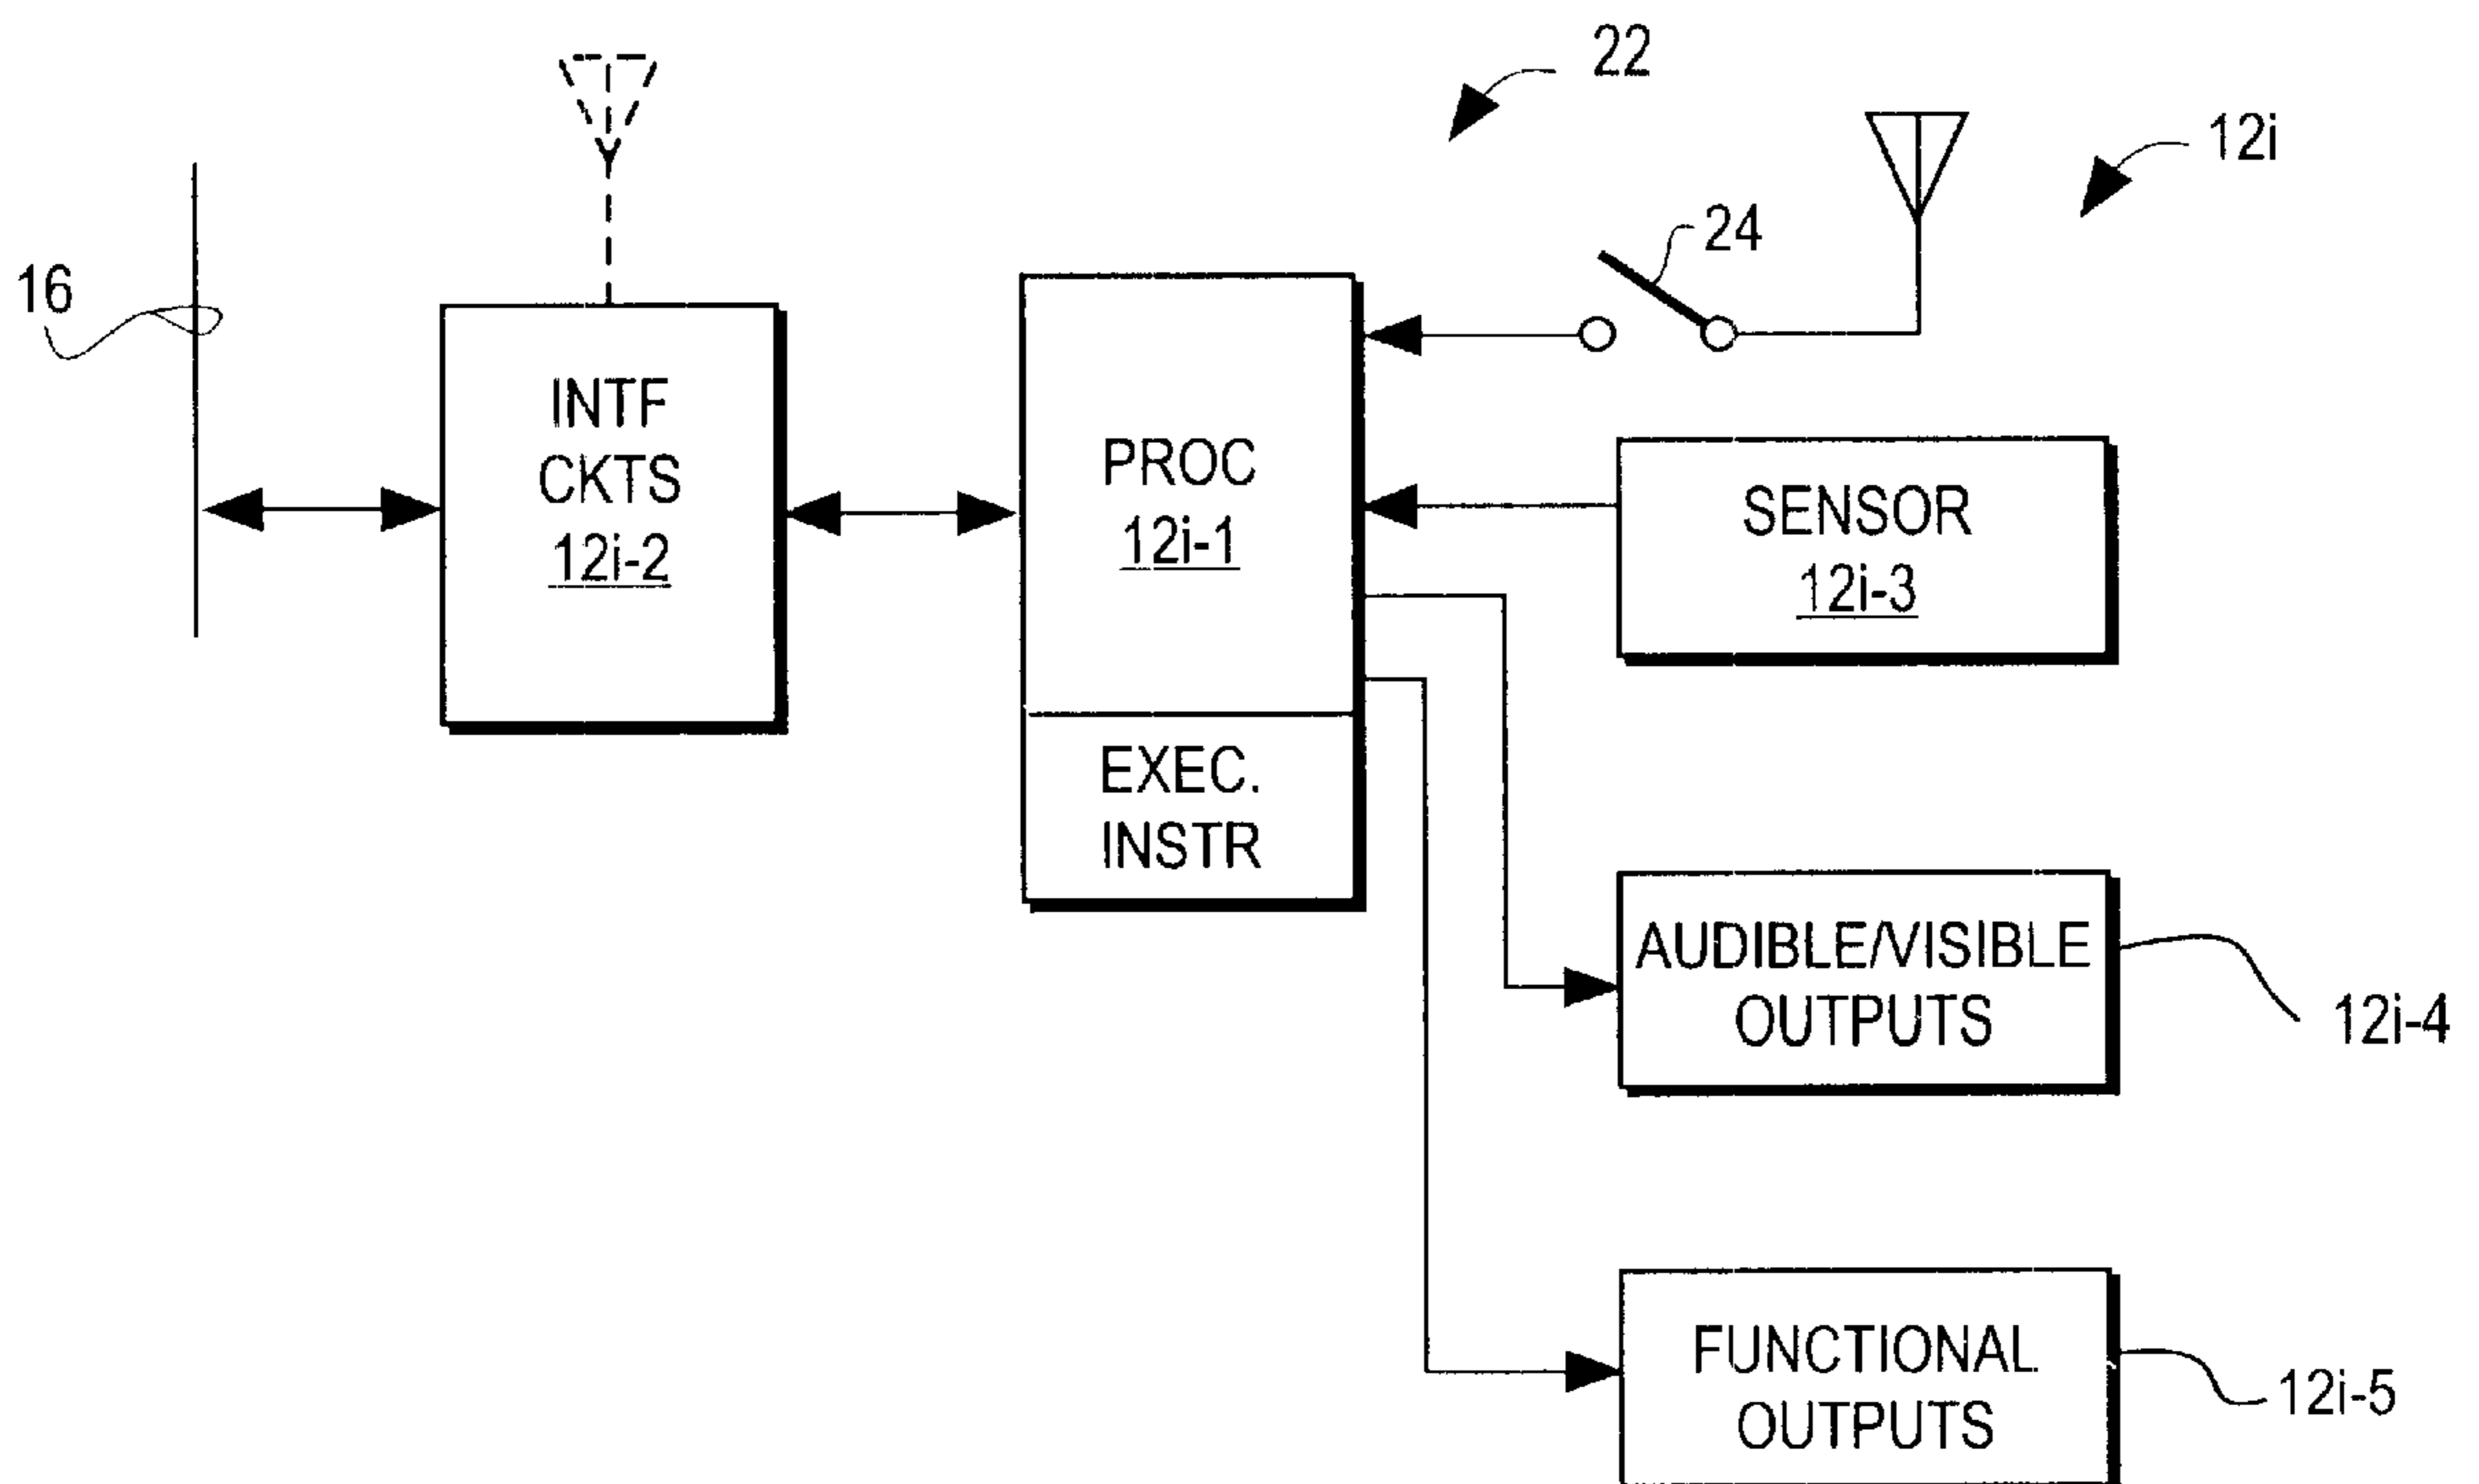 22
12i
24
16
INTF
CKTS
12i-2
PROC
12i-1
EXEC.
INSTR
SENSOR
12i-3
AUDIBLE/VISIBLE
OUTPUTS
12i-4
FUNCTIONAL
OUTPUTS
12i-5